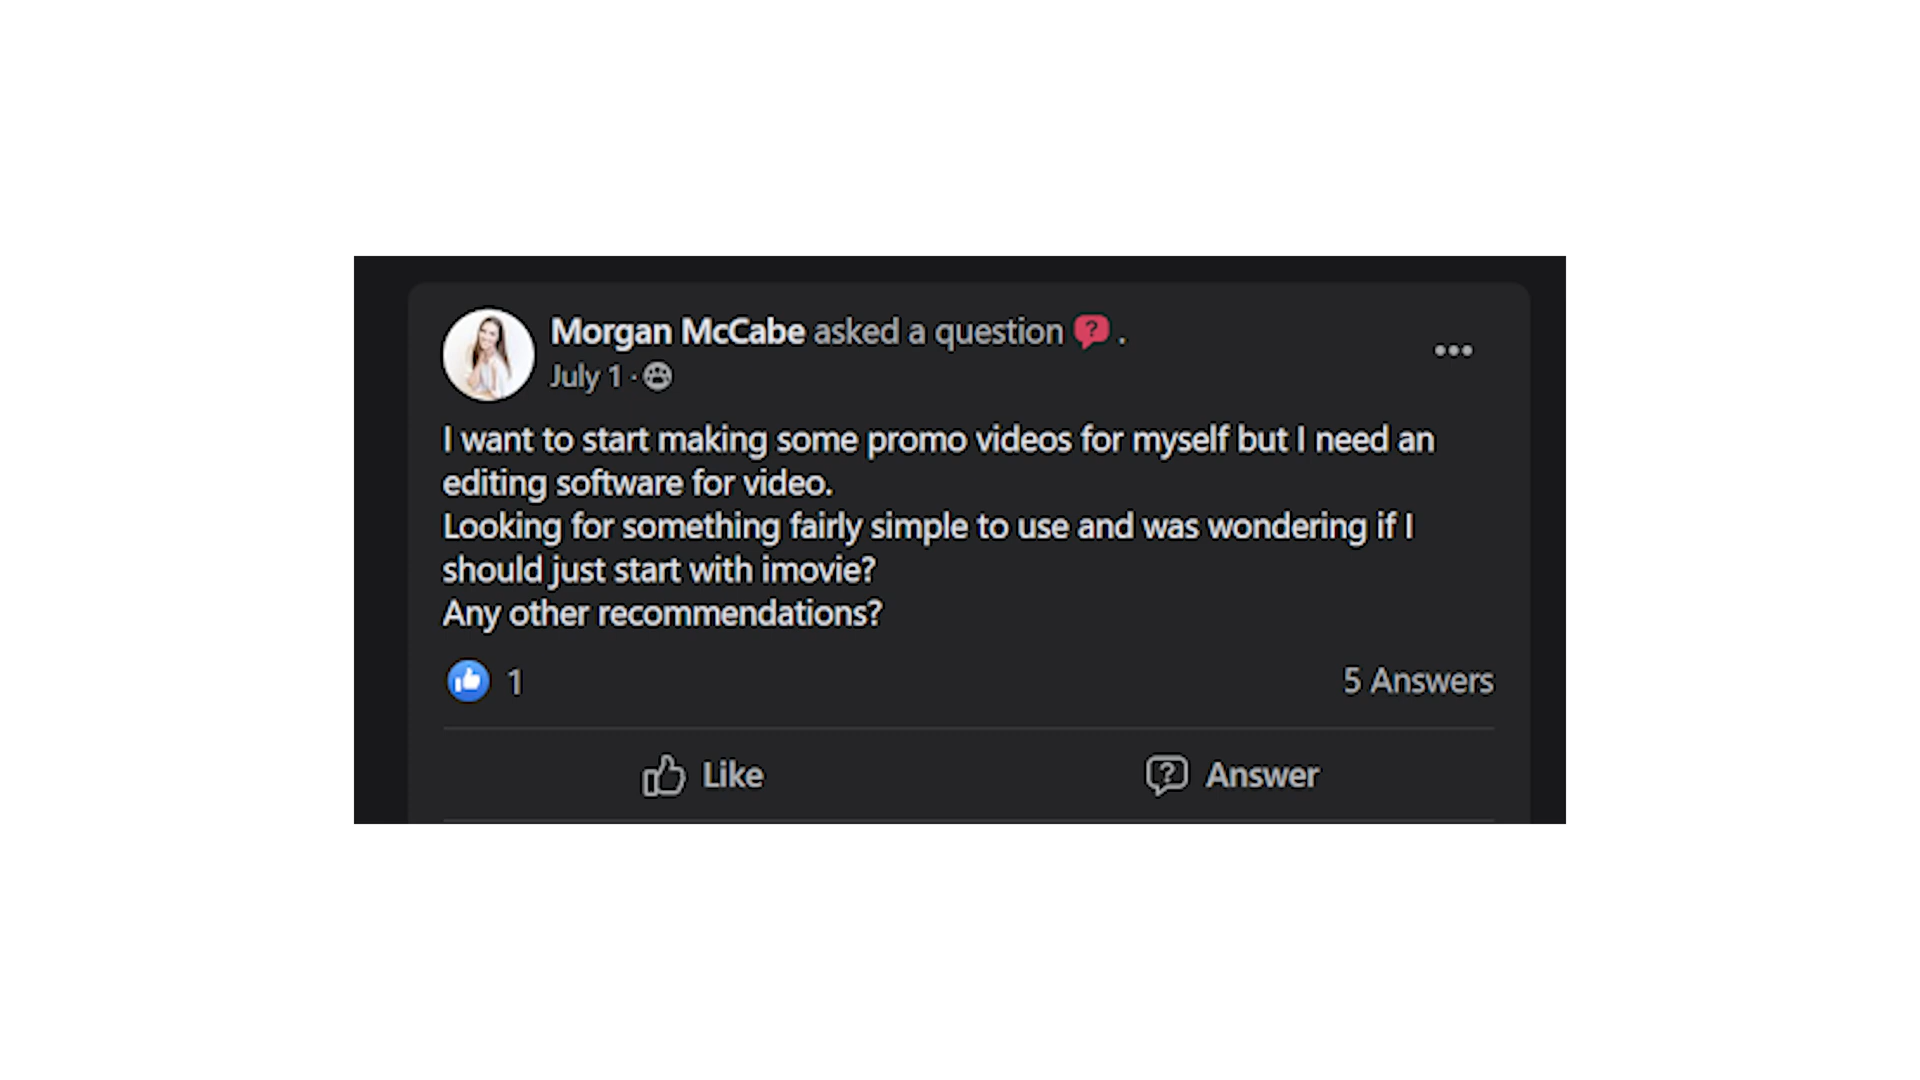 Morgan McCabe asked a question ? .
July 1 ·
I want to start making some promo videos for myself but I need an
editing software for video.
Looking for something fairly simple to use and was wondering if I
should just start with imovie?
Any other recommendations?
1
5 Answers
Like
? Answer